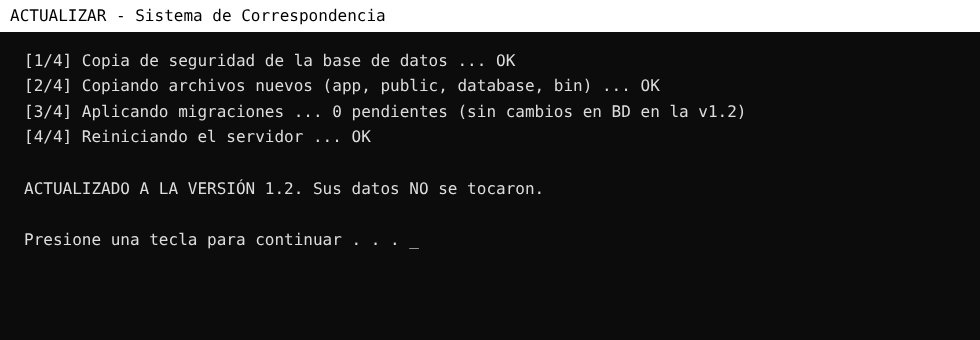 ACTUALIZAR - Sistema de Correspondencia
[1/4] Copia de seguridad de la base de datos ... OK
[2/4] Copiando archivos nuevos (app, public, database, bin) ... OK
[3/4] Aplicando migraciones ... 0 pendientes (sin cambios en BD en la v1.2)
[4/4] Reiniciando el servidor ... OK
ACTUALIZADO A LA VERSIÓN 1.2. Sus datos NO se tocaron.
Presione una tecla para continuar . . . _